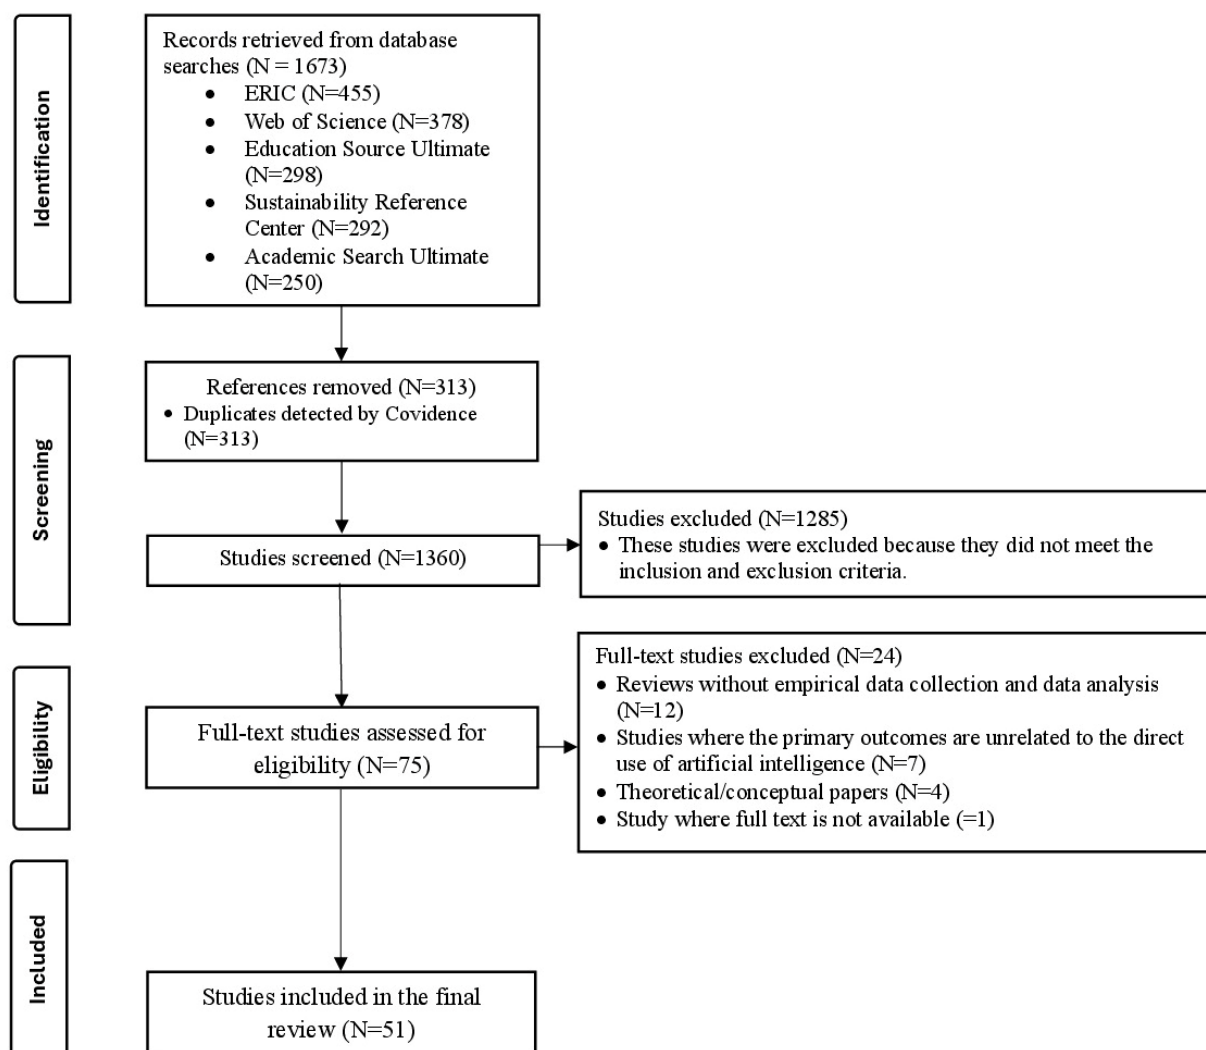 Identification
Records retrieved from database
searches (N = 1673)
• ERIC (N=455)
• Web of Science (N=378)
• Education Source Ultimate
(N=298)
• Sustainability Reference
Center (N=292)
• Academic Search Ultimate
(N=250)
Screening
References removed (N=313)
• Duplicates detected by Covidence
(N=313)
Studies screened (N=1360)
Studies excluded (N=1285)
• These studies were excluded because they did not meet the
inclusion and exclusion criteria.
Eligibility
Full-text studies assessed for
eligibility (N=75)
Full-text studies excluded (N=24)
• Reviews without empirical data collection and data analysis
(N=12)
• Studies where the primary outcomes are unrelated to the direct
use of artificial intelligence (N=7)
• Theoretical/conceptual papers (N=4)
• Study where full text is not available (=1)
Included
Studies included in the final
review (N=51)